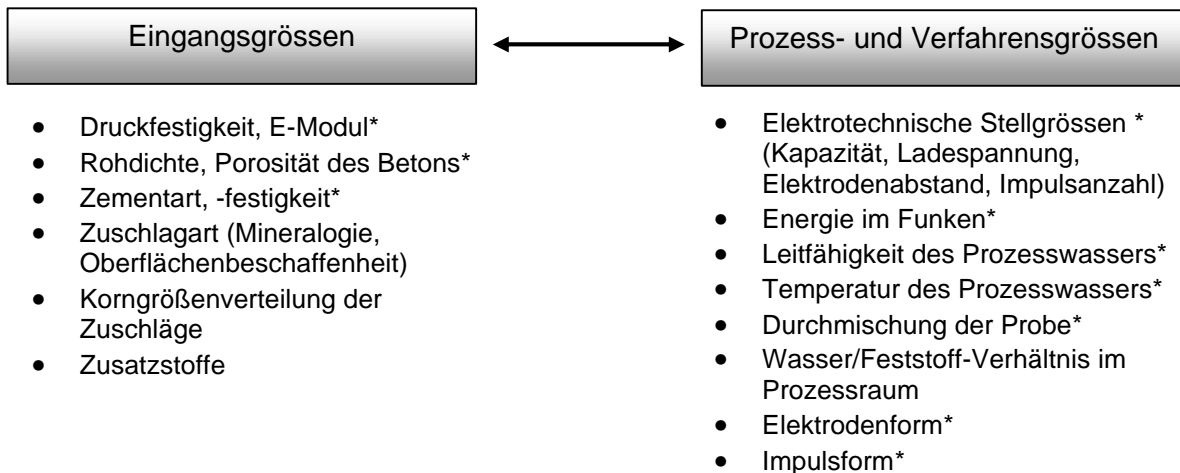 Eingangsgrössen
• Druckfestigkeit, E-Modul*
• Rohdichte, Porosität des Betons*
• Zementart, -festigkeit*
• Zuschlagart (Mineralogie,
Oberflächenbeschaffenheit)
• Korngrößenverteilung der
Zuschläge
• Zusatzstoffe
Prozess- und Verfahrensgrössen
• Elektrotechnische Stellgrössen *
(Kapazität, Ladespannung,
Elektrodenabstand, Impulsanzahl)
• Energie im Funken*
• Leitfähigkeit des Prozesswassers*
• Temperatur des Prozesswassers*
• Durchmischung der Probe*
• Wasser/Feststoff-Verhältnis im
Prozessraum
• Elektrodenform*
• Impulsform*